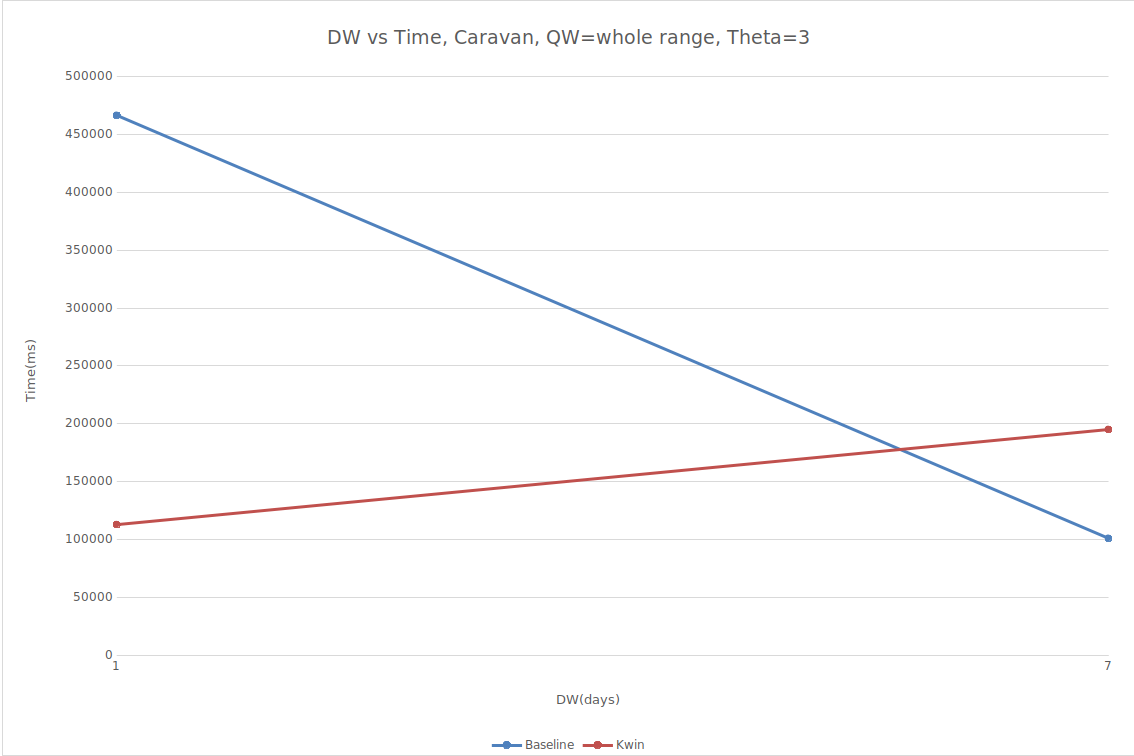 DW vs Time, Caravan, QW=whole range, Theta=3
500000
450000
400000
350000
300000
250000
200000
150000
100000
50000
0
Time(ms)
1
7
DW(days)
Baseline
Kwin